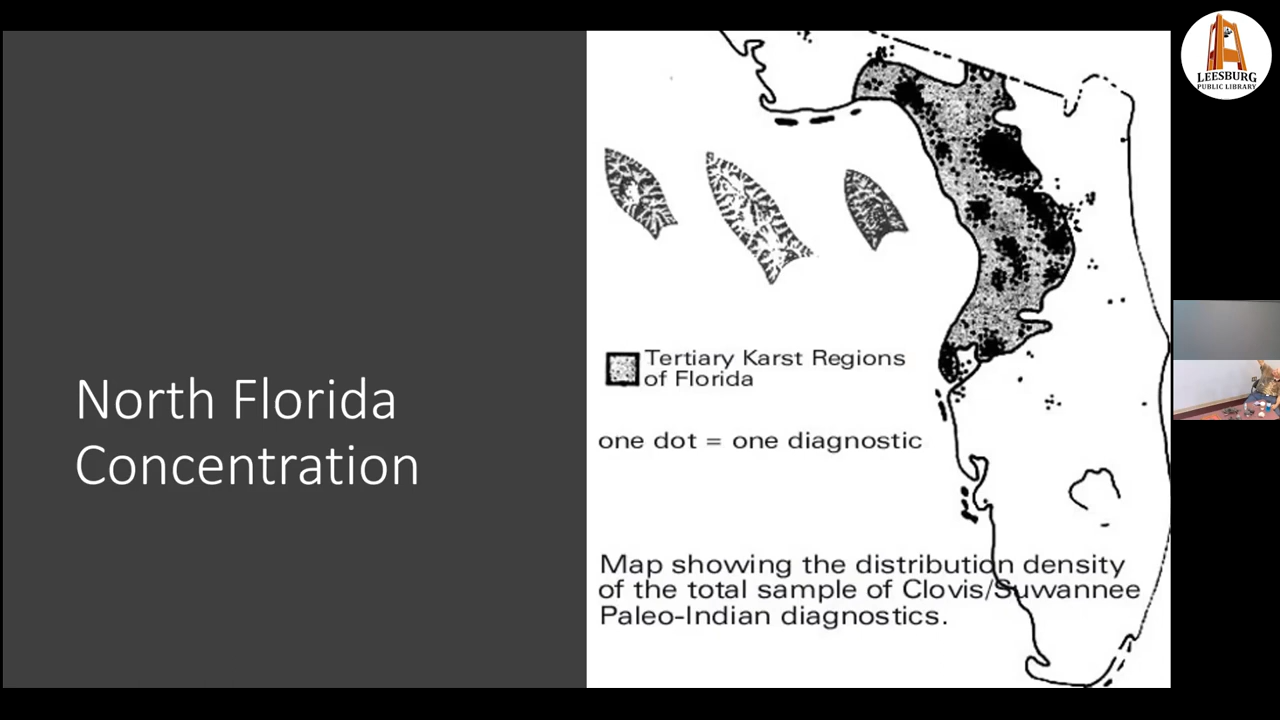 North Florida
Concentration
Tertiary Karst Regions
of Florida
one dot = one diagnostic
Map showing the distribution density
of the total sample of Clovis/Suwannee
Paleo-Indian diagnostics.
LEESBURG
PUBLIC LIBRARY